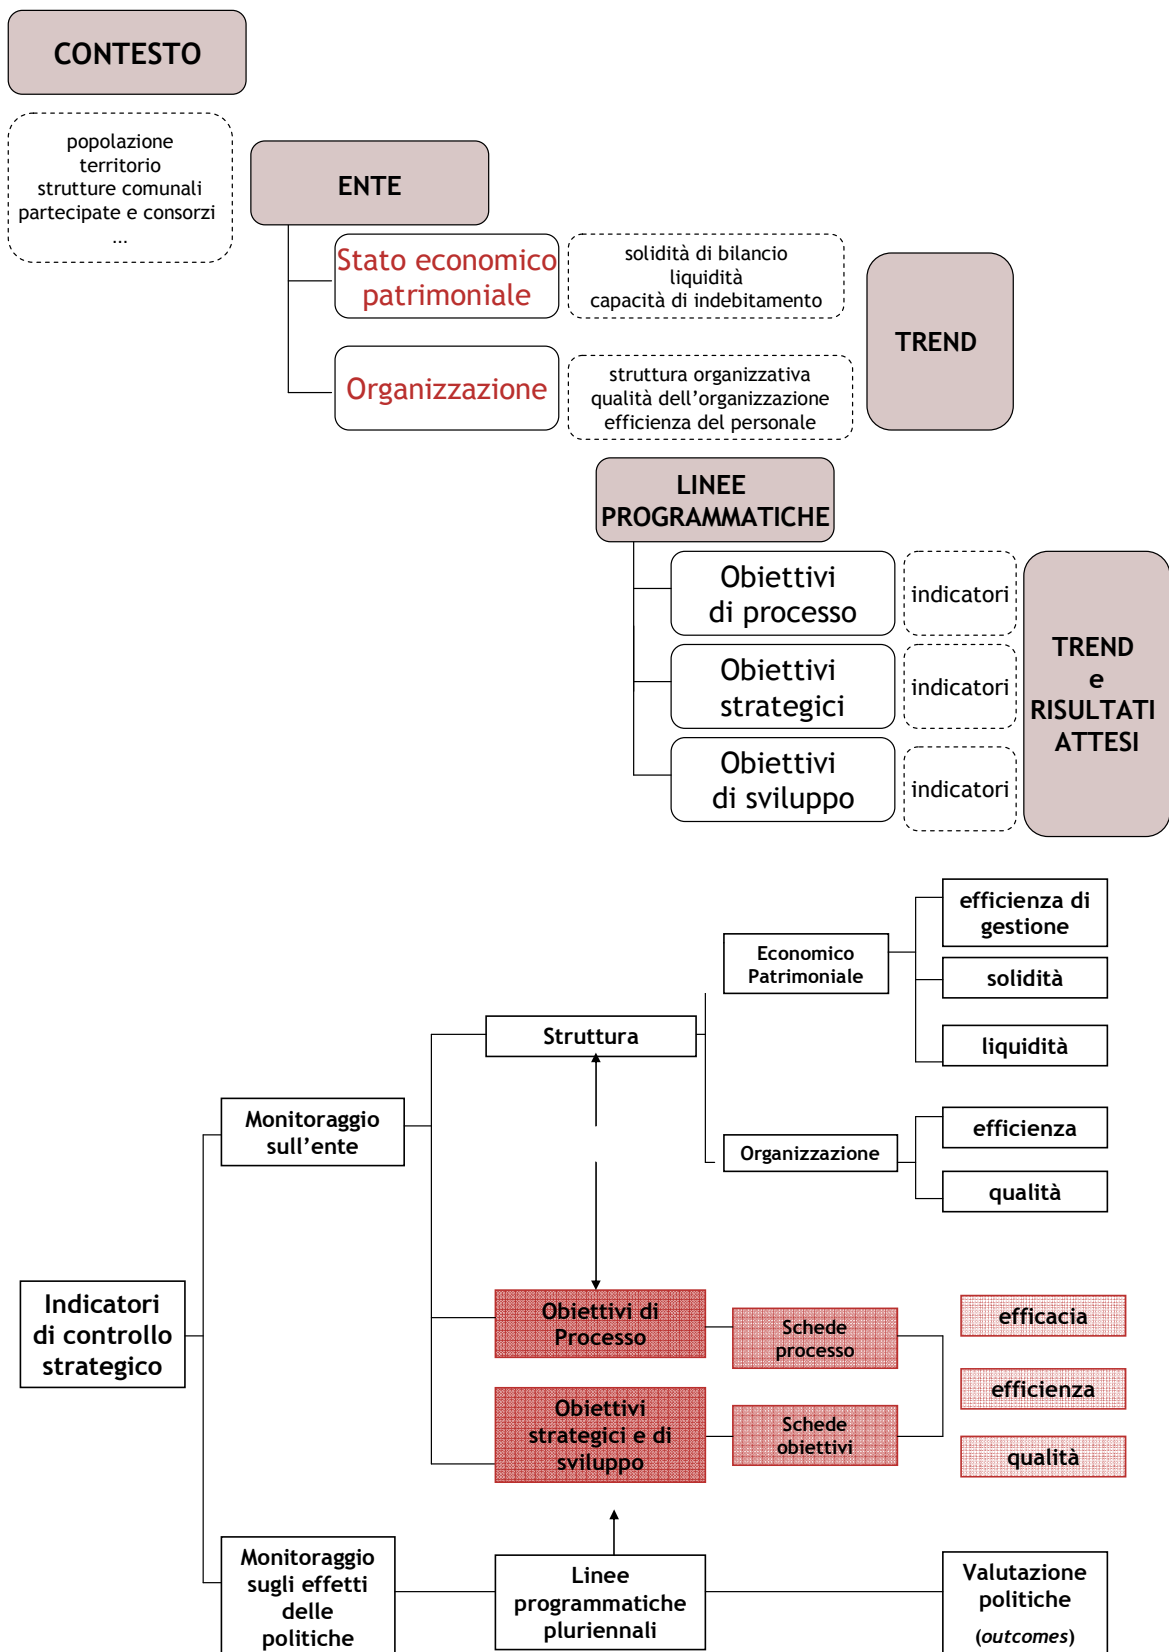 CONTESTO
popolazione
territorio
strutture comunali
partecipate e consorzi
...
ENTE
Stato economico
patrimoniale
solidità di bilancio
liquidità
capacità di indebitamento
TREND
Organizzazione
struttura organizzativa
qualità dell'organizzazione
efficienza del personale
LINEE
PROGRAMMATICHE
Obiettivi
di processo
indicatori
Obiettivi
strategici
indicatori
Obiettivi
di sviluppo
indicatori
TREND
e
RISULTATI
ATTESI
efficienza di
gestione
Economico
Patrimoniale
solidità
Struttura
liquidità
Monitoraggio
sull'ente
efficienza
Organizzazione
qualità
Indicatori
di controllo
strategico
Obiettivi di
Processo
Schede
processo
efficacia
efficienza
Obiettivi
strategici e di
sviluppo
Schede
obiettivi
qualità
Monitoraggio
sugli effetti
delle
politiche
Linee
programmatiche
pluriennali
Valutazione
politiche
(outcomes)